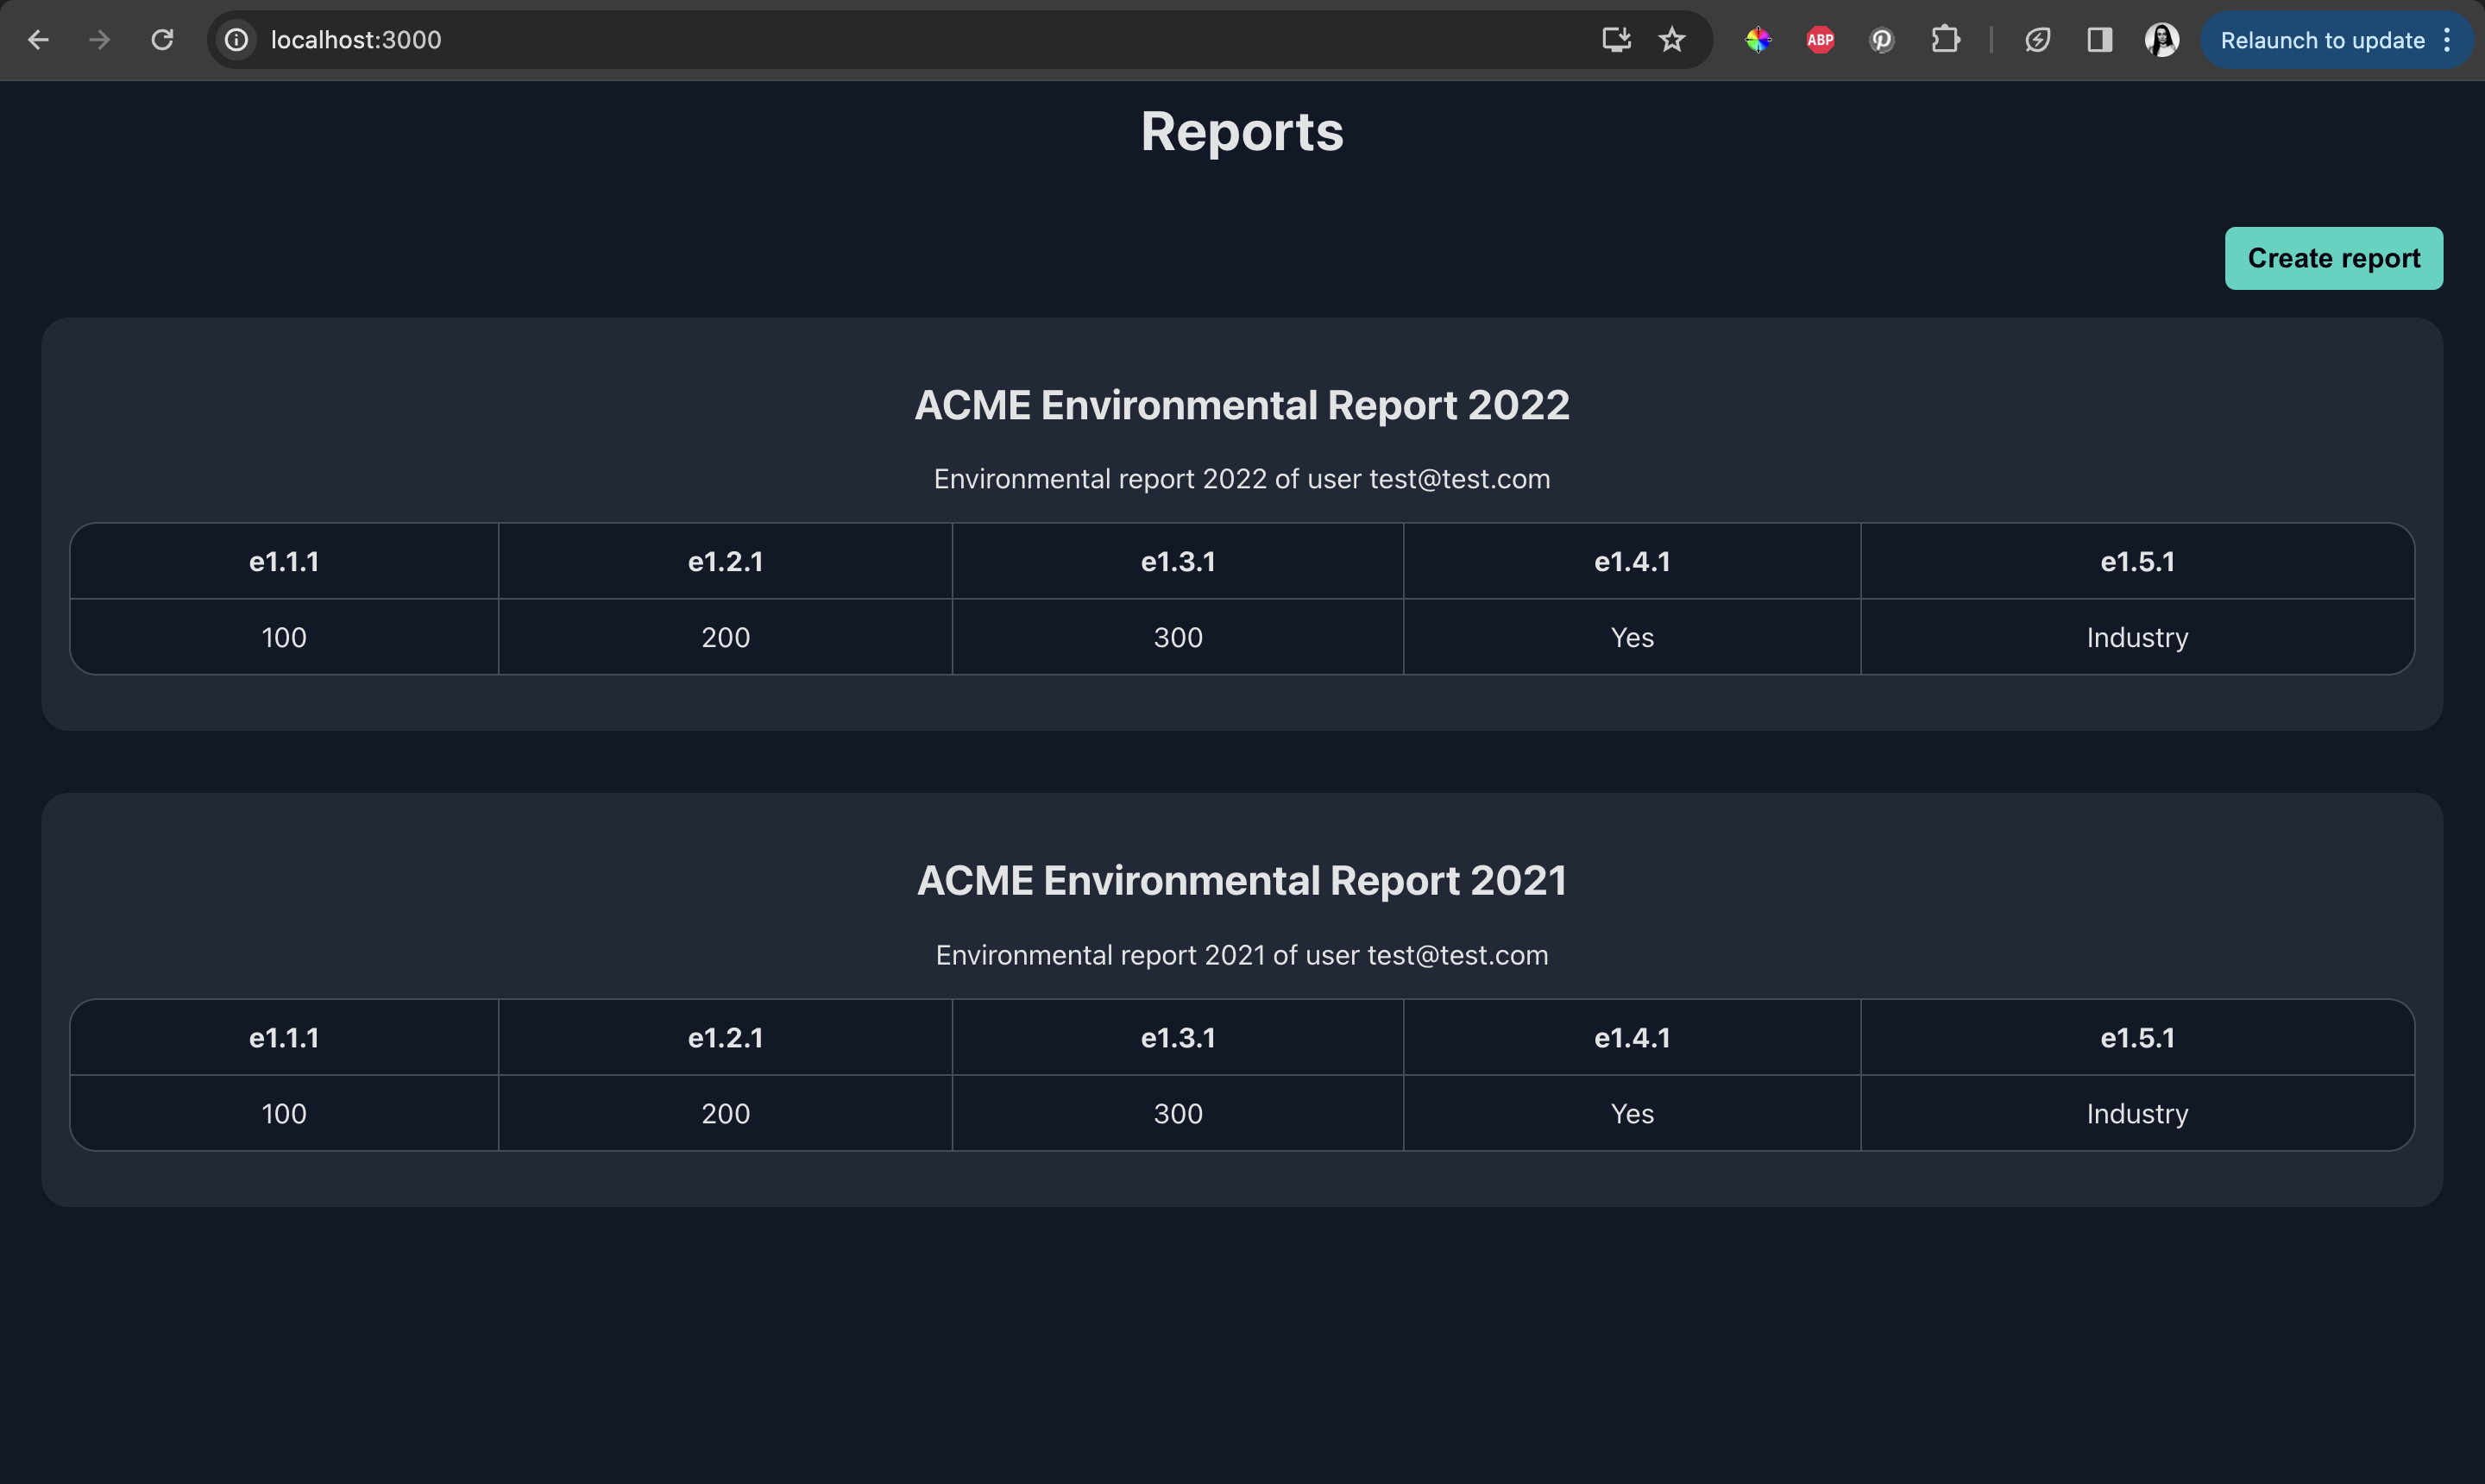 localhost:3000
ABP
Relaunch to update
Reports
Create report
ACME Environmental Report 2022
Environmental report 2022 of user test@test.com
e1.1.1 e1.2.1 e1.3.1 e1.4.1 e1.5.1
100 200 300 Yes Industry
ACME Environmental Report 2021
Environmental report 2021 of user test@test.com
e1.1.1 e1.2.1 e1.3.1 e1.4.1 e1.5.1
100 200 300 Yes Industry